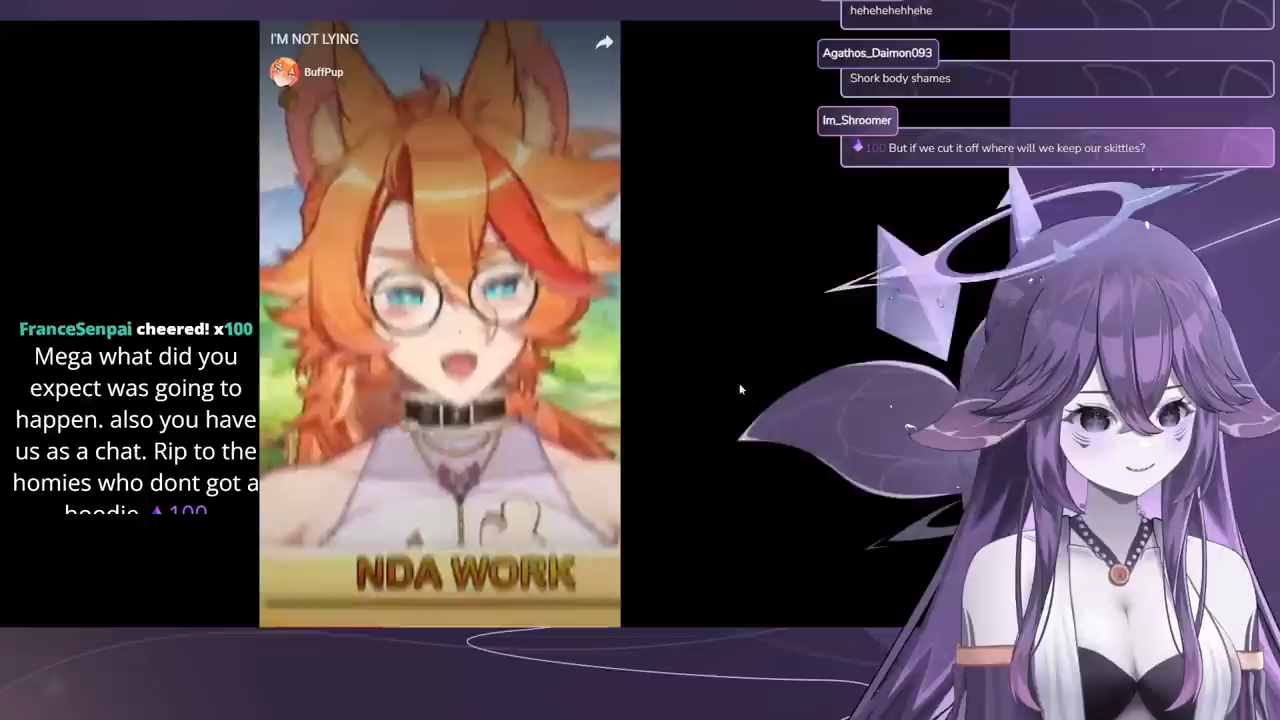 I'M NOT LYING
BuffPup
NDA WORK
FranceSenpai cheered! x100
Mega what did you
expect was going to
happen. also you have
us as a chat. Rip to the
homies who dont got a
hoodie 100
hehehehehhehe
Agathos_Daimon093
Shork body shames
Im_Shroomer
100 But if we cut it off where will we keep our skittles?